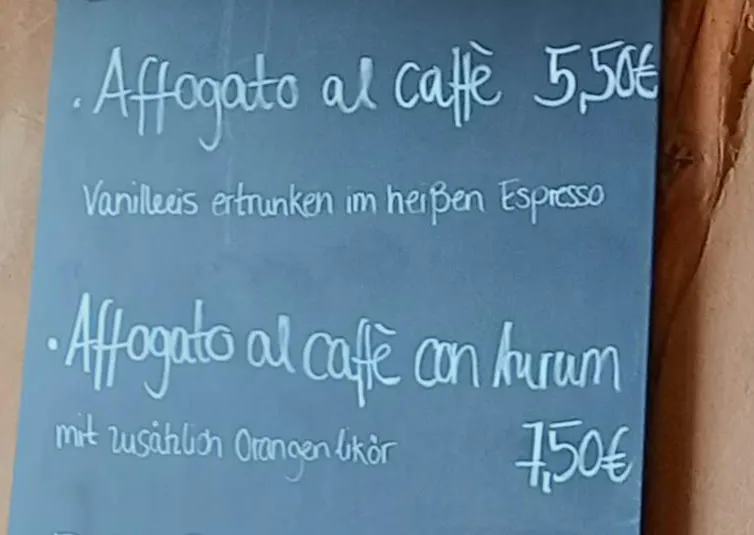 . Affogato al caffè 5,50€
Vanilleeis ertrunken im heißen Espresso
. Affogato al caffè con Aurum
mit zusätzlich Orangenlikör 7,50€